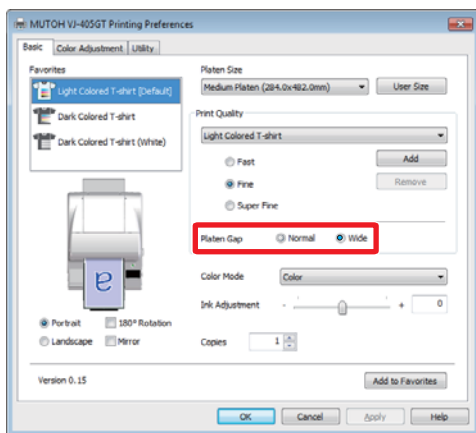 MUTOH VJ-405GT Printing Preferences
Basic Color Adjustment Utility
Favorites
Light Colored T-shirt [Default]
Dark Colored T-shirt
Dark Colored T-shirt (White)
a
Portrait 180° Rotation
Landscape Mirror
Platen Size
Medium Platen (284.0x482.0mm) User Size
Print Quality
Light Colored T-shirt
Fast Add
Fine Remove
Super Fine
Platen Gap Normal Wide
Color Mode Color
Ink Adjustment - + 0
Copies 1
Version 0.15 Add to Favorites
OK Cancel Apply Help